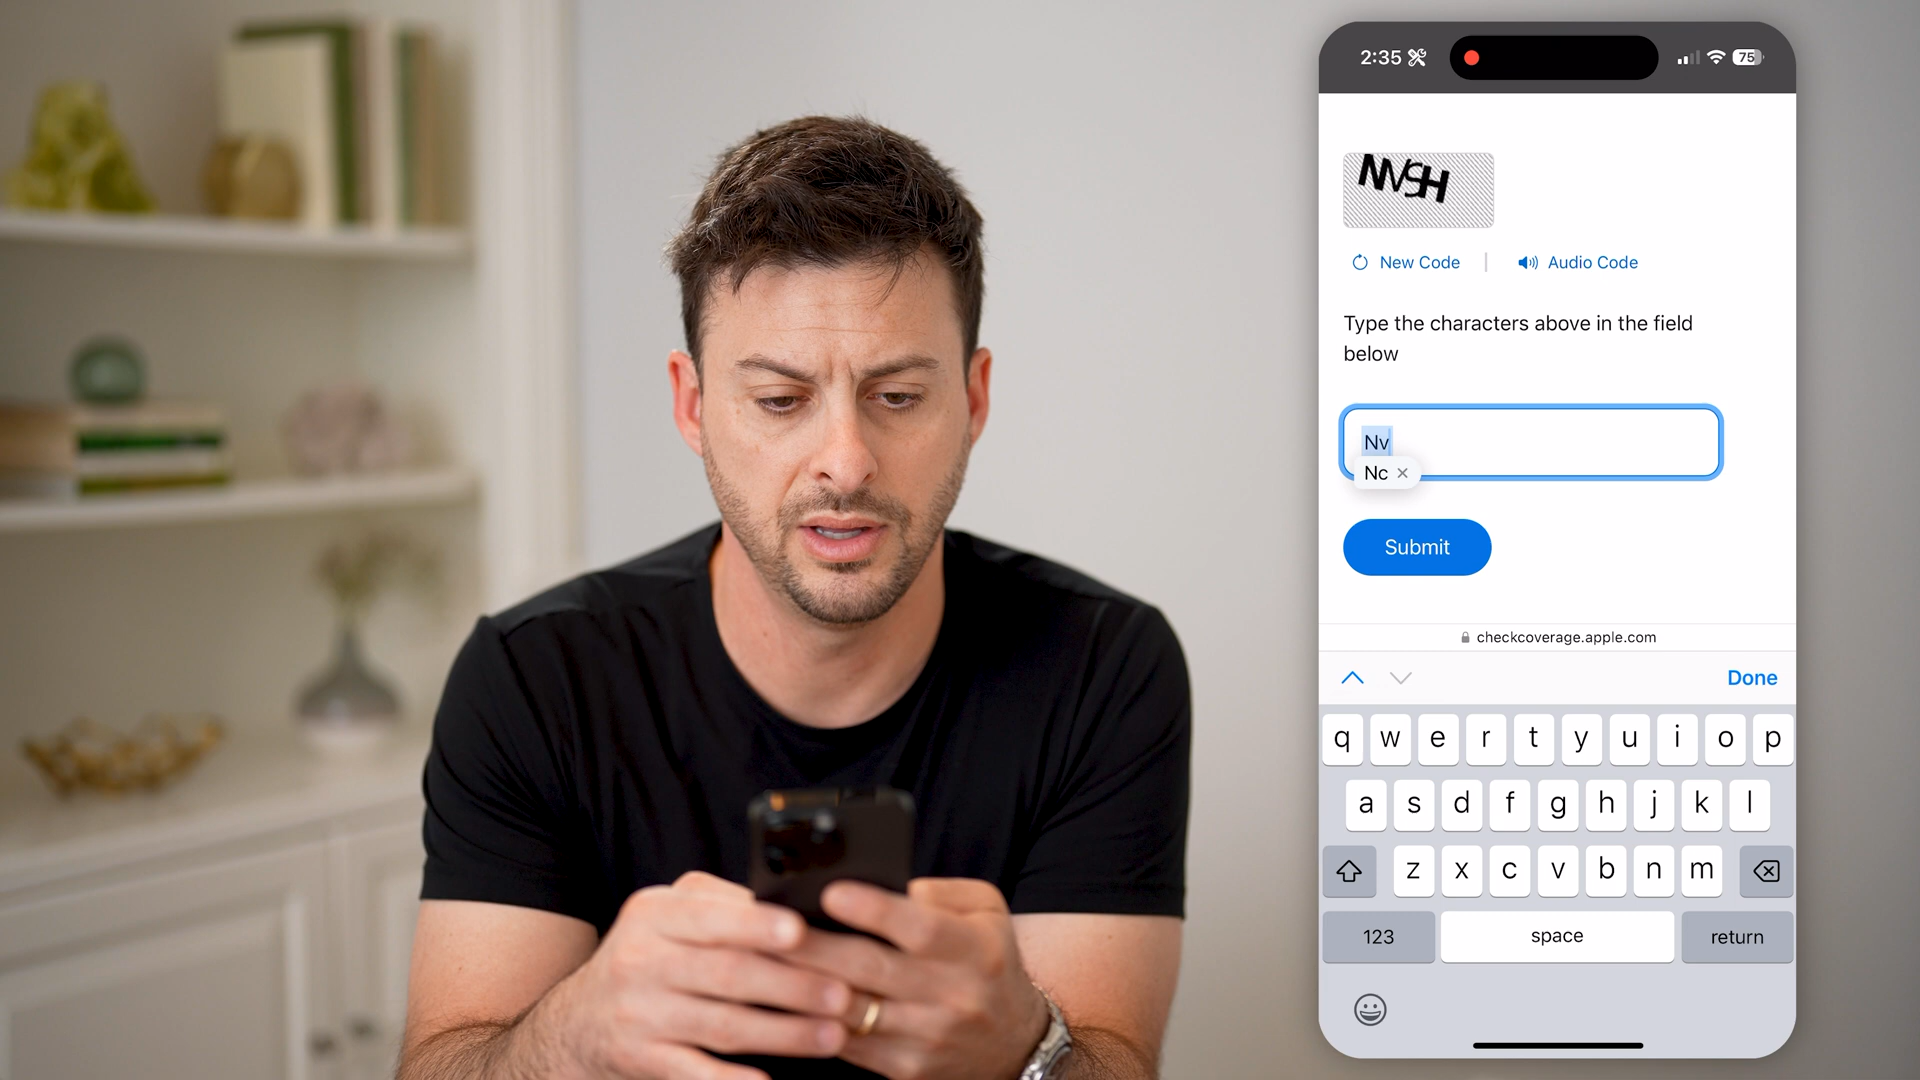 2:35
75
NVSH
New Code | Audio Code
Type the characters above in the field
below
Nv
Nc ×
Submit
checkcoverage.apple.com
Done
q w e r t y u i o p
a s d f g h j k l
z x c v b n m
123 space return